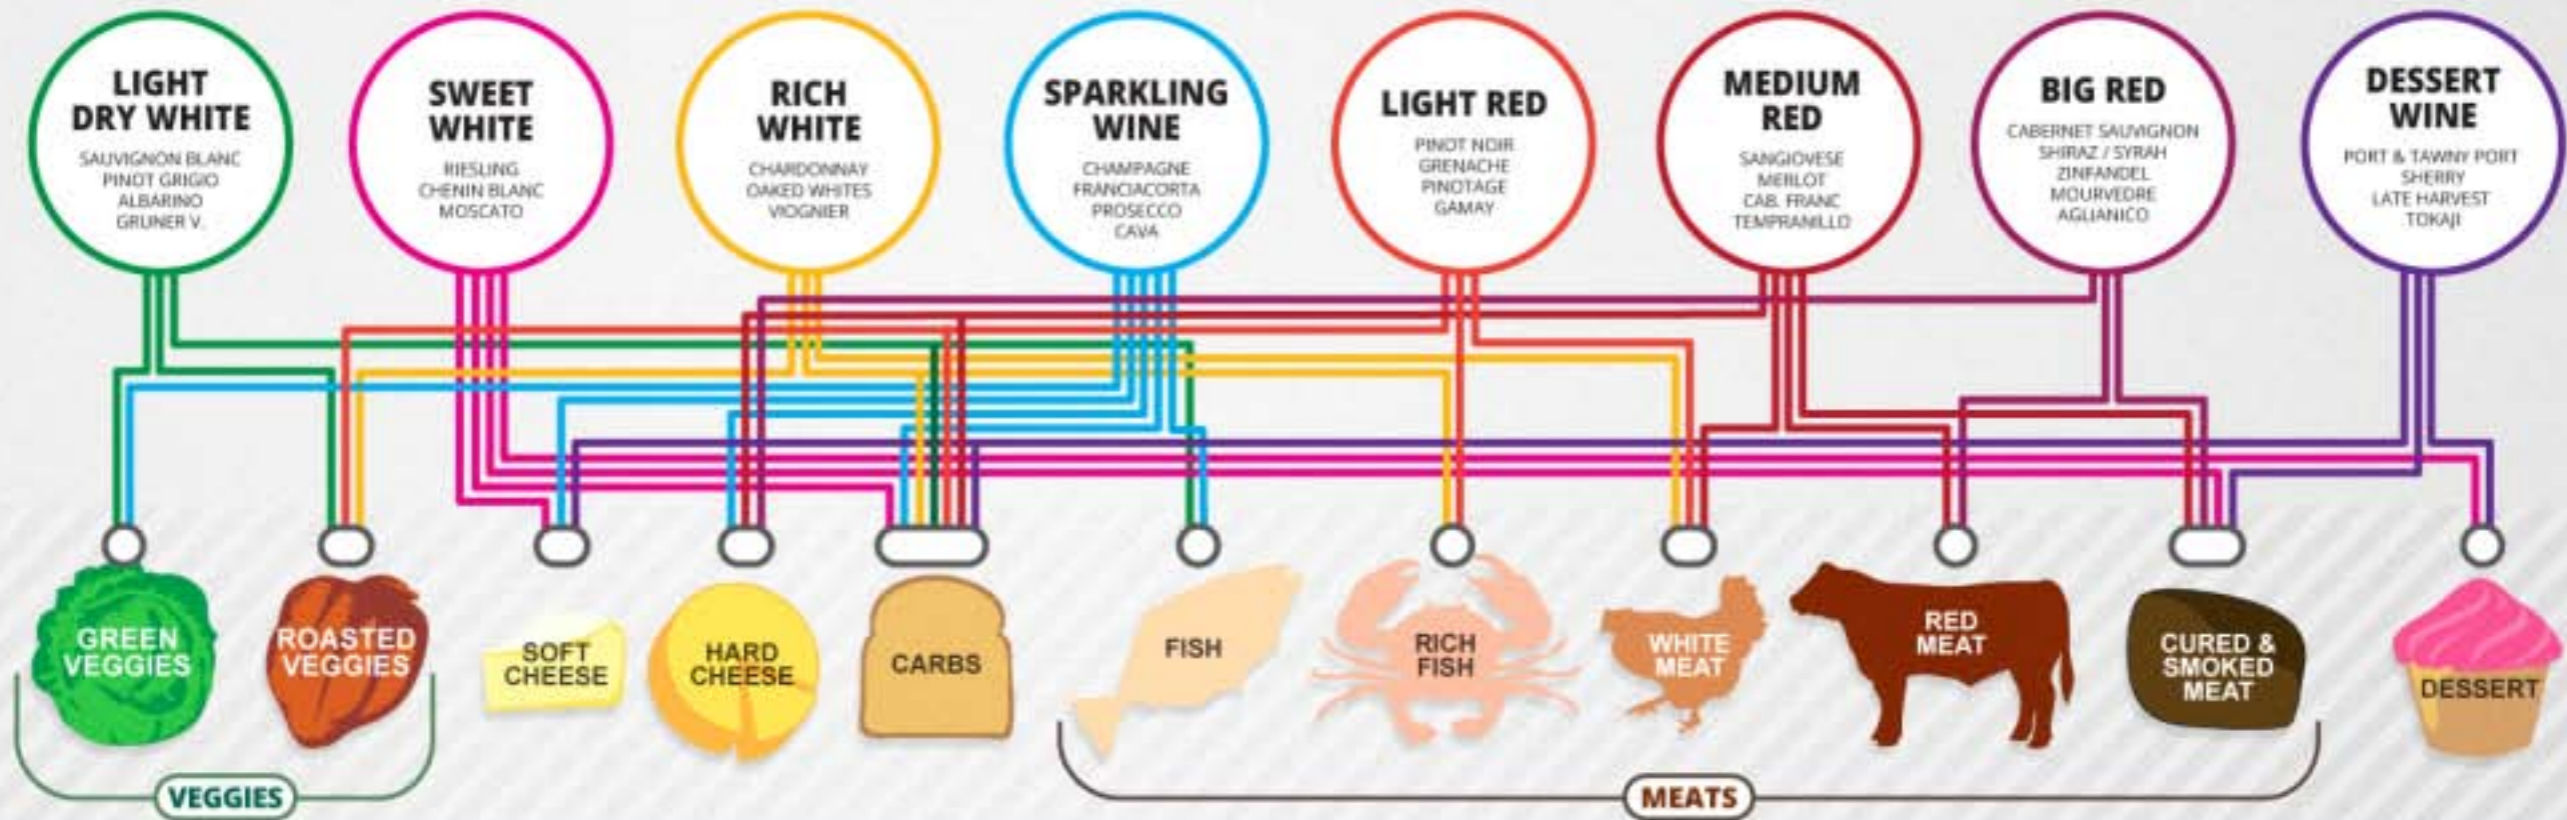 LIGHT
DRY WHITE
SAUVIGNON BLANC
PINOT GRIGIO
ALBARINO
GRUNER V.
SWEET
WHITE
RIESLING
CHENIN BLANC
MOSCATO
RICH
WHITE
CHARDONNAY
OAKED WHITES
VIOGNIER
SPARKLING
WINE
CHAMPAGNE
FRANCIACORTA
PROSECCO
CAVA
LIGHT RED
PINOT NOIR
GRENACHE
PINOTAGE
GAMAY
MEDIUM
RED
SANGIOVESE
MERLOT
CAB. FRANC
TEMPRANILLO
BIG RED
CABERNET SAUVIGNON
SHIRAZ / SYRAH
ZINFANDEL
MOURVEDRE
AGLIANICO
DESSERT
WINE
PORT & TAWNY PORT
SHERRY
LATE HARVEST
TOKAJI
GREEN
VEGGIES
ROASTED
VEGGIES
SOFT
CHEESE
HARD
CHEESE
CARBS
FISH
RICH
FISH
WHITE
MEAT
RED
MEAT
CURED &
SMOKED
MEAT
DESSERT
VEGGIES
MEATS